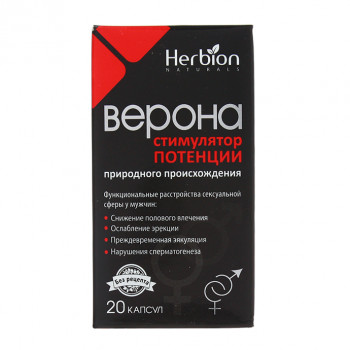 Herbion
NATURALS
верона
стимулятор
ПОТЕНЦИИ
природного происхождения
Функциональные расстройства сексуальной
сферы у мужчин:
• Снижение полового влечения
• Ослабление эрекции
• Преждевременная эякуляция
• Нарушения сперматогенеза
Без рецепта
20 КАПСУЛ